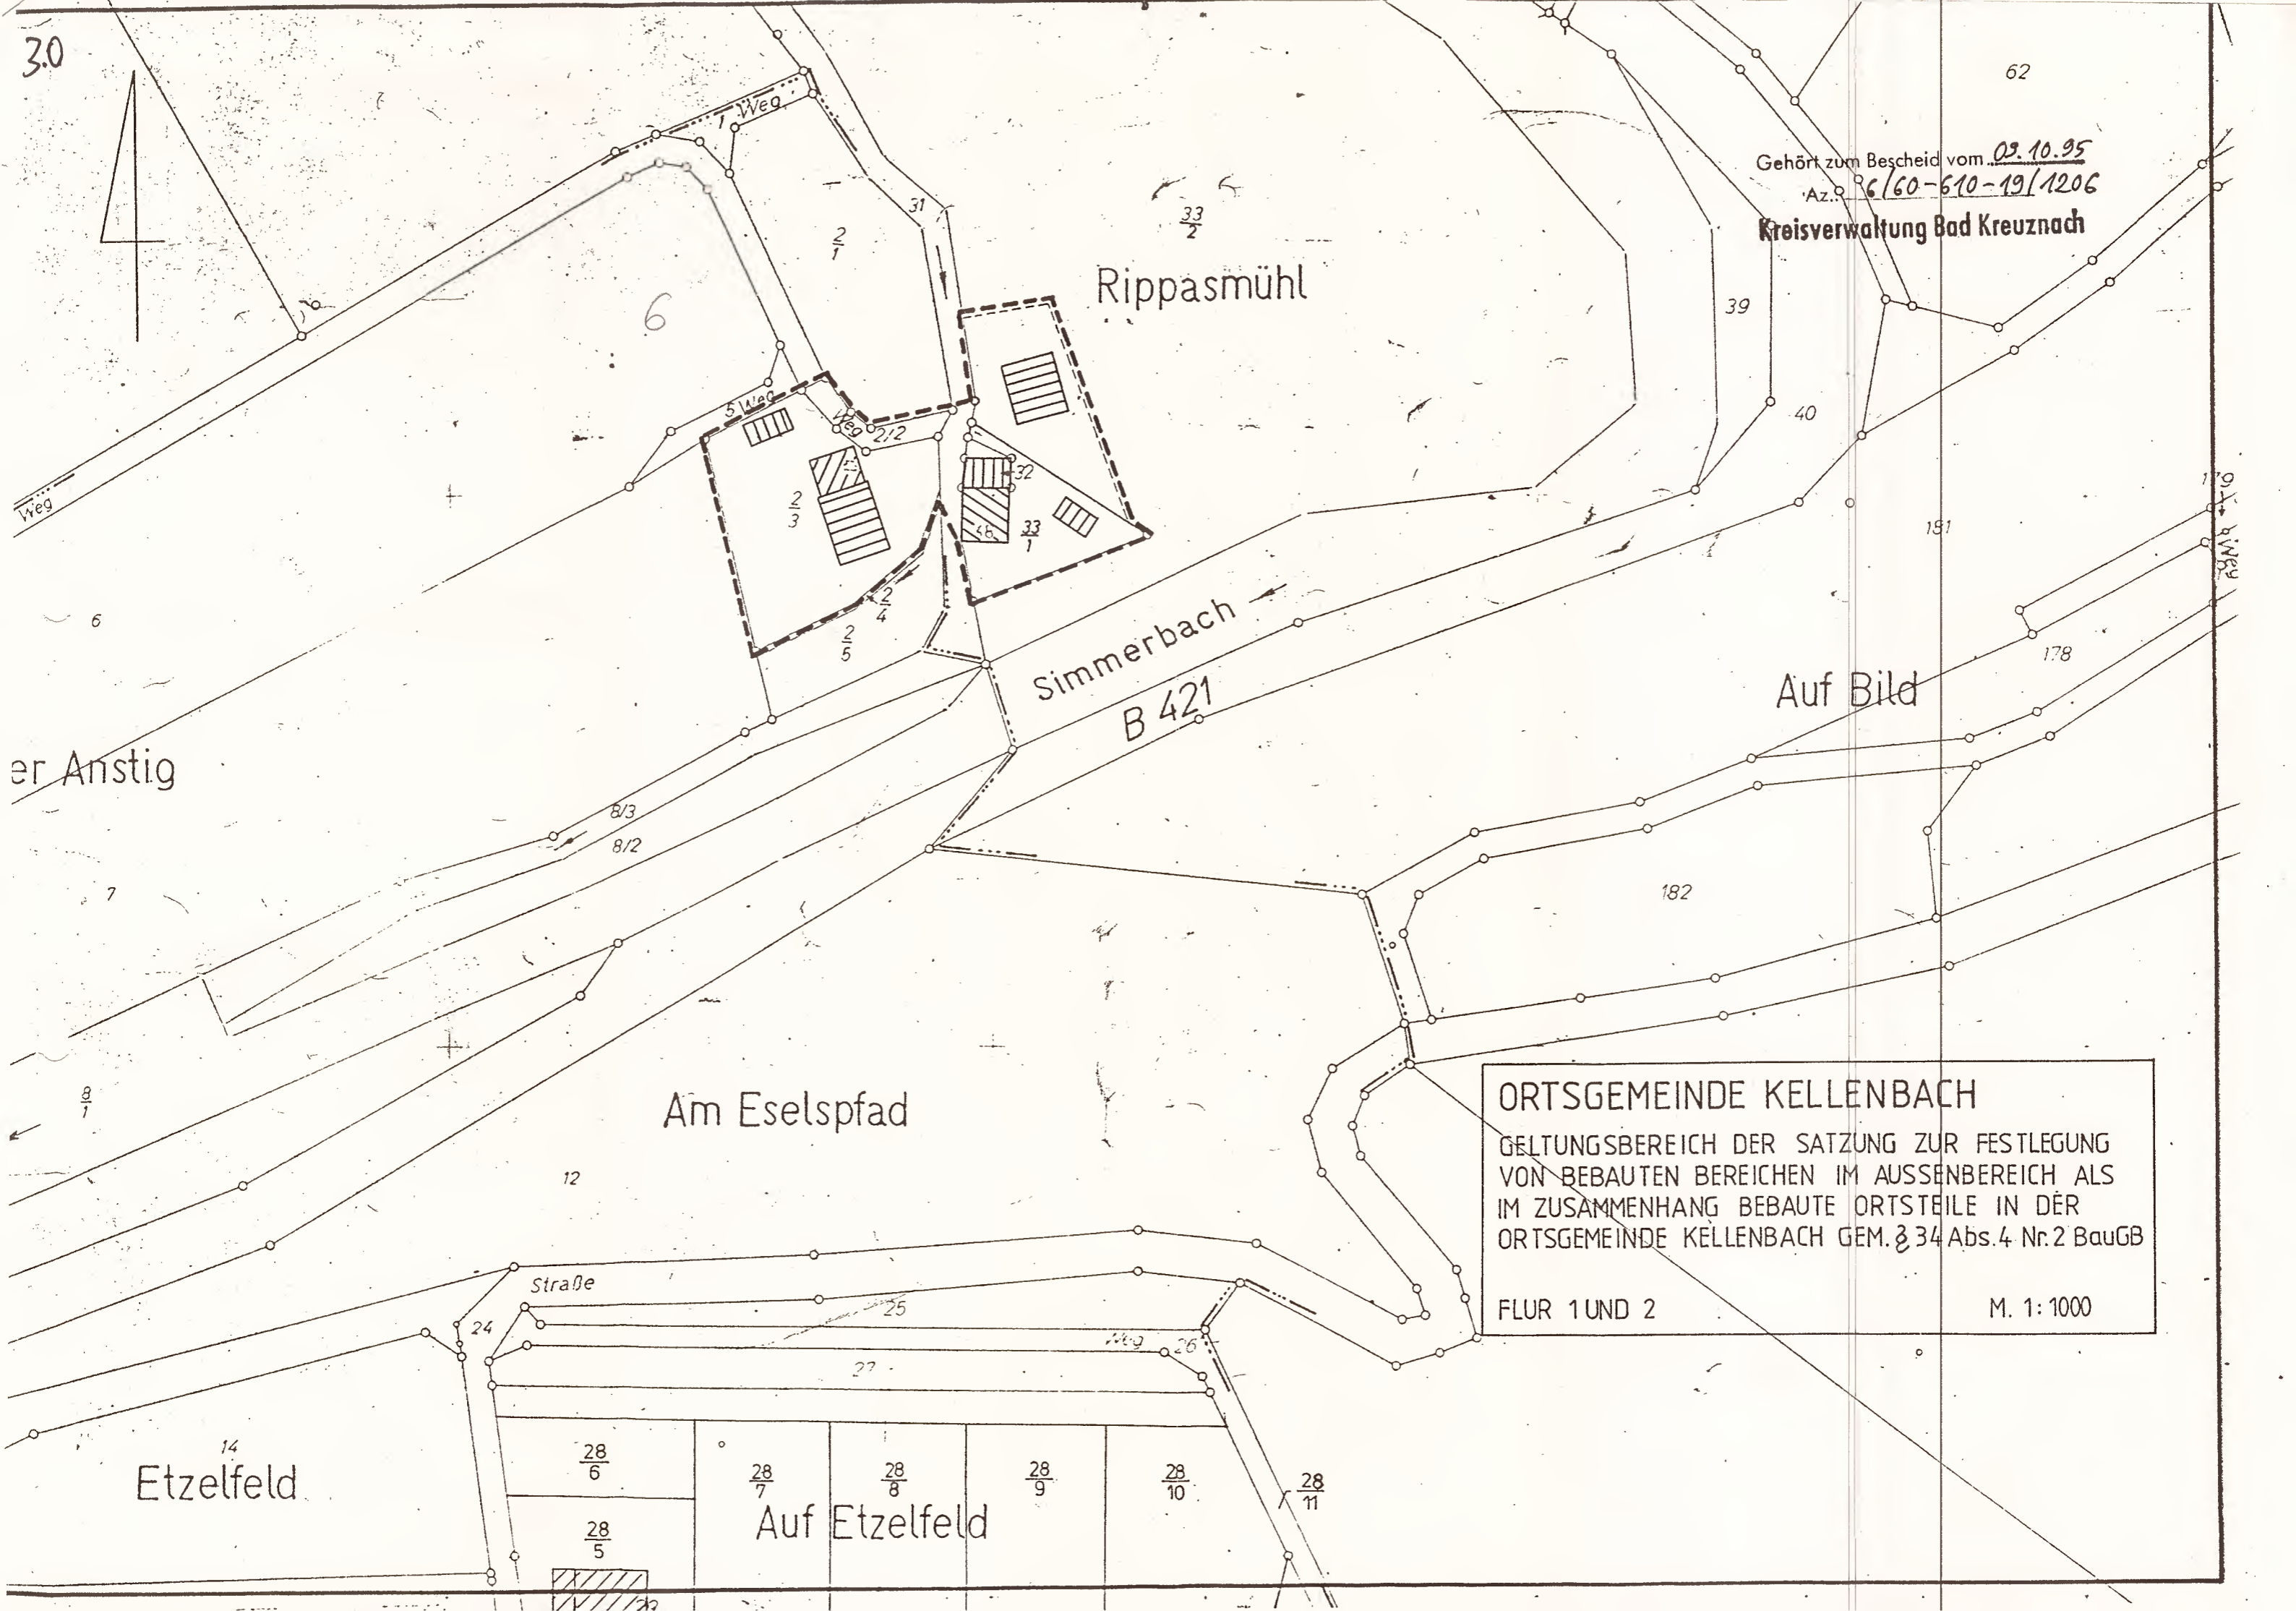 30
Weg
1
62
Gehört zum Bescheid vom 09.10.95
Az.: 6/60-610-19/1206
Kreisverwaltung Bad Kreuznach
31
2/1
33/2
Rippasmühl
39
6
5 Weg
Weg
2/2
40
32
2/3
48
33/1
Weg
181
Weg
6
2/4
2/5
Simmerbach
178
B 421
Auf Bild
er Anstig
8/3
8/2
7
182
8/1
Am Eselspfad
12
ORTSGEMEINDE KELLENBACH
GELTUNGSBEREICH DER SATZUNG ZUR FESTLEGUNG
VON BEBAUTEN BEREICHEN IM AUSSENBEREICH ALS
IM ZUSAMMENHANG BEBAUTE ORTSTEILE IN DER
ORTSGEMEINDE KELLENBACH GEM. § 34 Abs. 4 Nr. 2 BauGB
FLUR 1 UND 2 M. 1:1000
Straße
25
24
Weg 26
27
14
Etzelfeld
28/6
28/7
28/8
28/9
28/10
28/11
Auf Etzelfeld
28/5